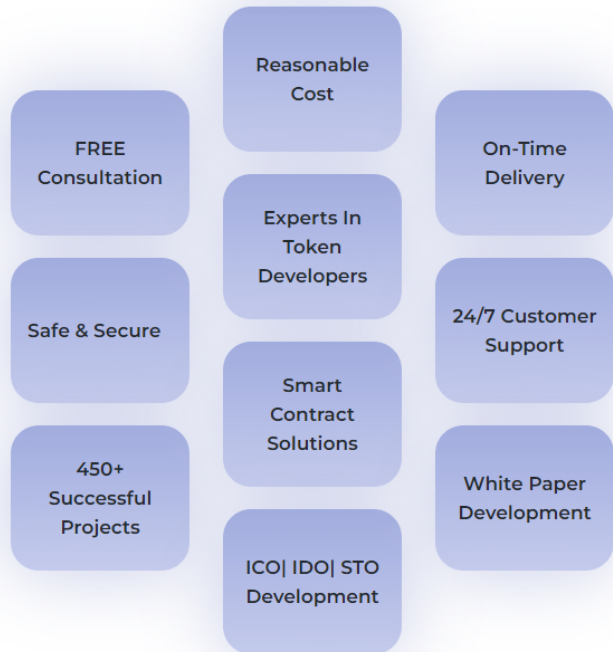 Reasonable
Cost
FREE
Consultation
On-Time
Delivery
Experts In
Token
Developers
Safe & Secure
24/7 Customer
Support
Smart
Contract
Solutions
450+
Successful
Projects
White Paper
Development
ICO| IDO| STO
Development